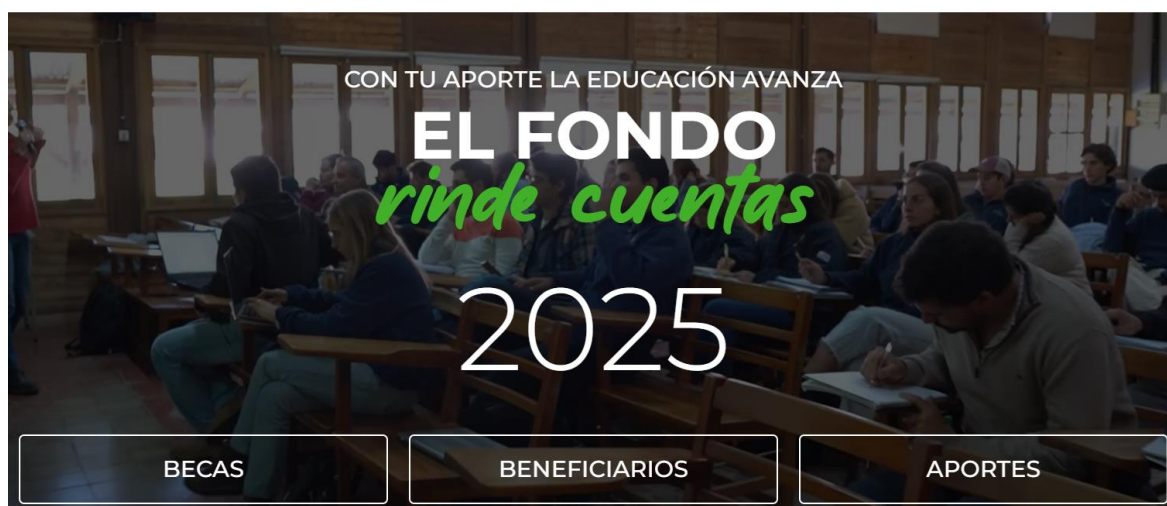 CON TU APORTE LA EDUCACIÓN AVANZA
EL FONDO
rinde cuentas
2025
BECAS
BENEFICIARIOS
APORTES